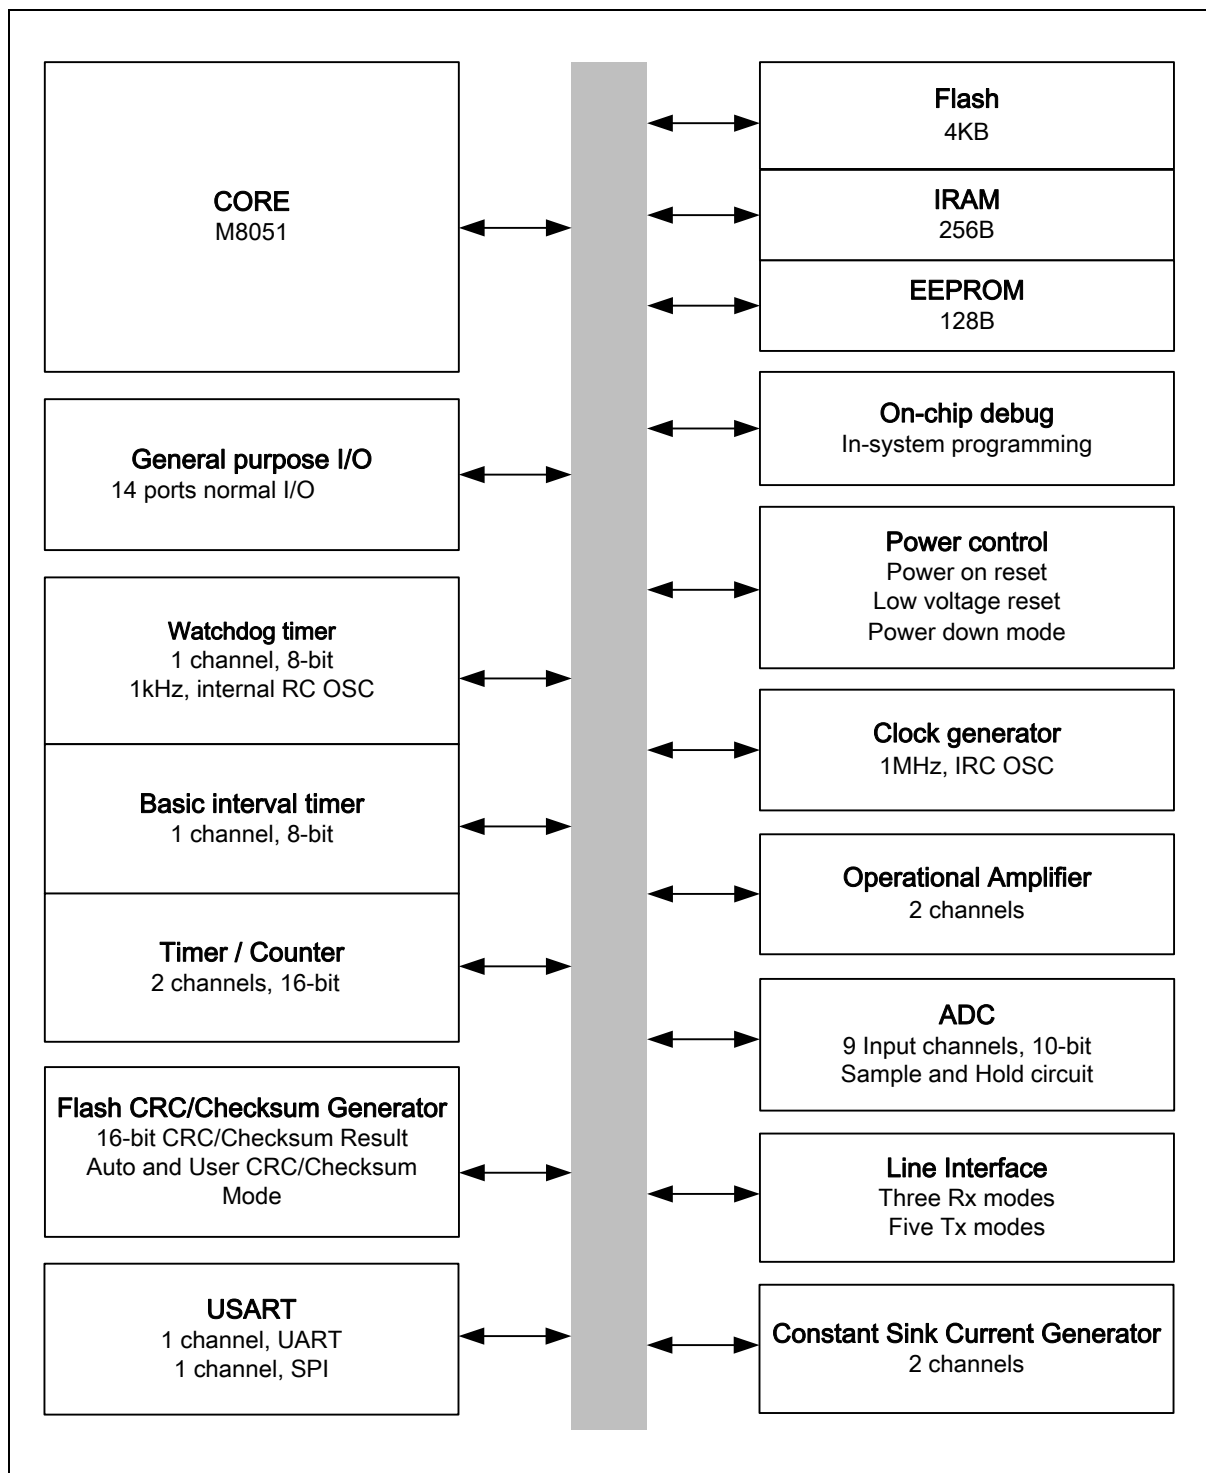 CORE
M8051
General purpose I/O
14 ports normal I/O
Watchdog timer
1 channel, 8-bit
1kHz, internal RC OSC
Basic interval timer
1 channel, 8-bit
Timer / Counter
2 channels, 16-bit
Flash CRC/Checksum Generator
16-bit CRC/Checksum Result
Auto and User CRC/Checksum
Mode
USART
1 channel, UART
1 channel, SPI
Flash
4KB
IRAM
256B
EEPROM
128B
On-chip debug
In-system programming
Power control
Power on reset
Low voltage reset
Power down mode
Clock generator
1MHz, IRC OSC
Operational Amplifier
2 channels
ADC
9 Input channels, 10-bit
Sample and Hold circuit
Line Interface
Three Rx modes
Five Tx modes
Constant Sink Current Generator
2 channels